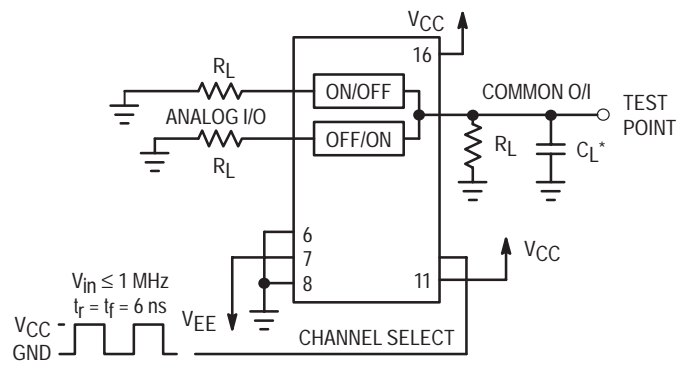 VCC
16
RL
ON/OFF
COMMON O/I
TEST
POINT
ANALOG I/O
OFF/ON
RL
RL
CL*
6
7
8
11
VCC
VEE
Vin ≤ 1 MHz
tr = tf = 6 ns
VCC
GND
CHANNEL SELECT